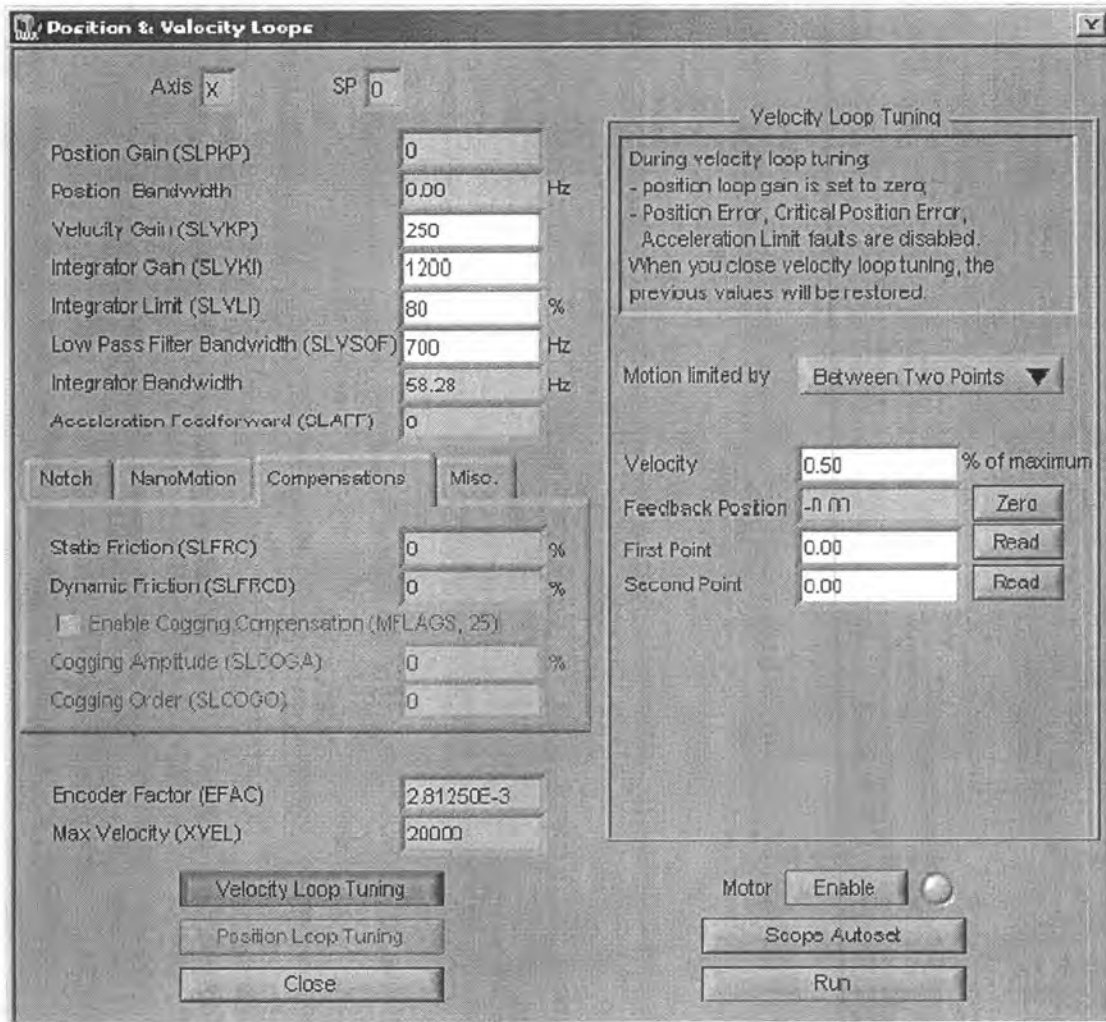 Position & Velocity Loops
Axis X SP 0
Position Gain (SLPKP) 0
Position Bandwidth 0.00 Hz
Velocity Gain (SLVKP) 250
Integrator Gain (SLVKI) 1200
Integrator Limit (SLVLI) 80 %
Low Pass Filter Bandwidth (SLVSOF) 700 Hz
Integrator Bandwidth 58.28 Hz
Acceleration Feedforward (SLAFF) 0
Notch NanoMotion Compensations Misc.
Static Friction (SLFRC) 0 %
Dynamic Friction (SLFRCD) 0 %
Enable Cogging Compensation (MFLAGS, 25)
Cogging Amplitude (SLCOGA) 0 %
Cogging Order (SLCOGO) 0
Encoder Factor (EFAC) 2.81250E-3
Max Velocity (XVEL) 20000
Velocity Loop Tuning
Position Loop Tuning
Close
Velocity Loop Tuning
During velocity loop tuning
- position loop gain is set to zero;
- Position Error, Critical Position Error,
Acceleration Limit faults are disabled.
When you close velocity loop tuning, the
previous values will be restored.
Motion limited by Between Two Points
Velocity 0.50 % of maximum
Feedback Position -0.00 Zero
First Point 0.00 Read
Second Point 0.00 Read
Motor Enable
Scope Autoset
Run